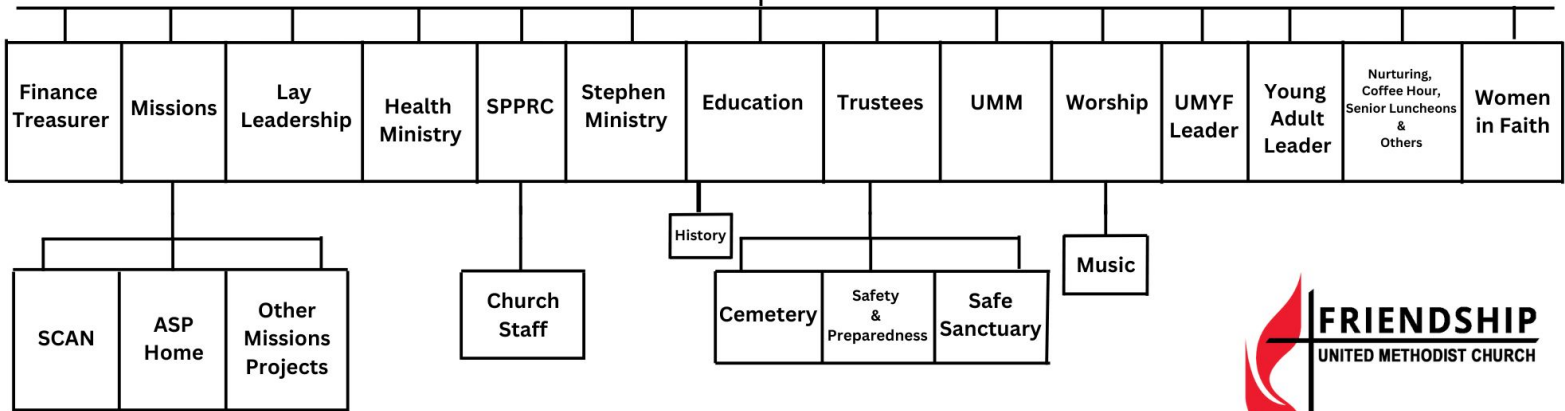 Finance
Treasurer
Missions
Lay
Leadership
Health
Ministry
SPPRC
Stephen
Ministry
Education
Trustees
UMM
Worship
UMYF
Leader
Young
Adult
Leader
Nurturing,
Coffee Hour,
Senior Luncheons
&
Others
Women
in Faith
SCAN
ASP
Home
Other
Missions
Projects
Church
Staff
History
Cemetery
Safety
&
Preparedness
Safe
Sanctuary
Music
FRIENDSHIP
UNITED METHODIST CHURCH